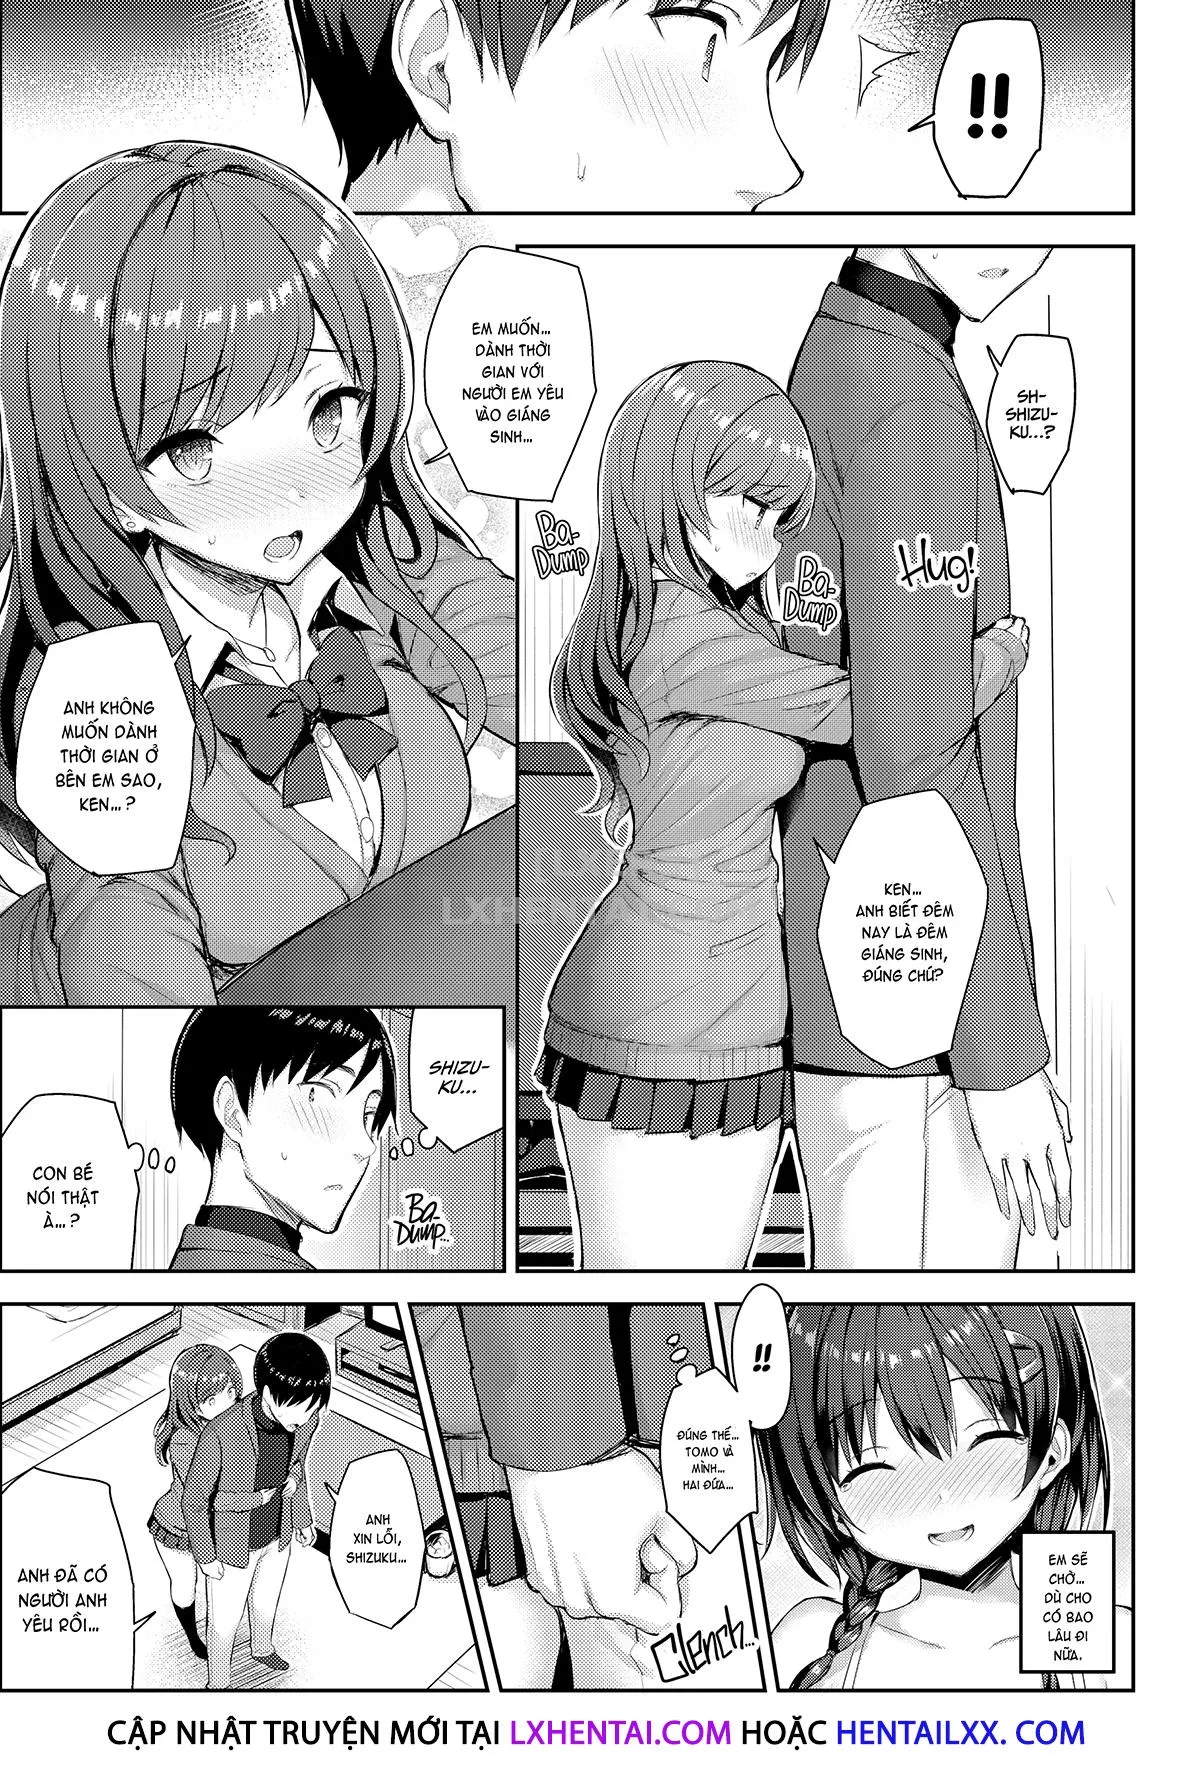 !!
SH-
SHIZU-
KU...?
HUG!
BA-
DUMP
BA-
DUMP
KEN...
ANH BIẾT ĐÊM
NAY LÀ ĐÊM
GIÁNG SINH,
ĐÚNG CHỨ?
EM MUỐN...
DÀNH THỜI
GIAN VỚI
NGƯỜI EM YÊU
VÀO GIÁNG
SINH...
ANH KHÔNG
MUỐN DÀNH
THỜI GIAN Ở
BÊN EM SAO,
KEN...?
LXHENTAI
SHIZU-
KU...
BA-
DUMP...
CON BÉ
NÓI THẬT
À...?
EM SẼ
CHỜ...
DÙ CHO
CÓ BAO
LÂU ĐI
NỮA.
!!
ĐÚNG THẾ...
TOMO VÀ
MÌNH...
HAI ĐỨA...
CLENCH...!
ANH
XIN LỖI,
SHIZUKU...
ANH ĐÃ CÓ
NGƯỜI ANH
YÊU RỒI...
CẬP NHẬT TRUYỆN MỚI TẠI LXHENTAI.COM HOẶC HENTAILXX. COM